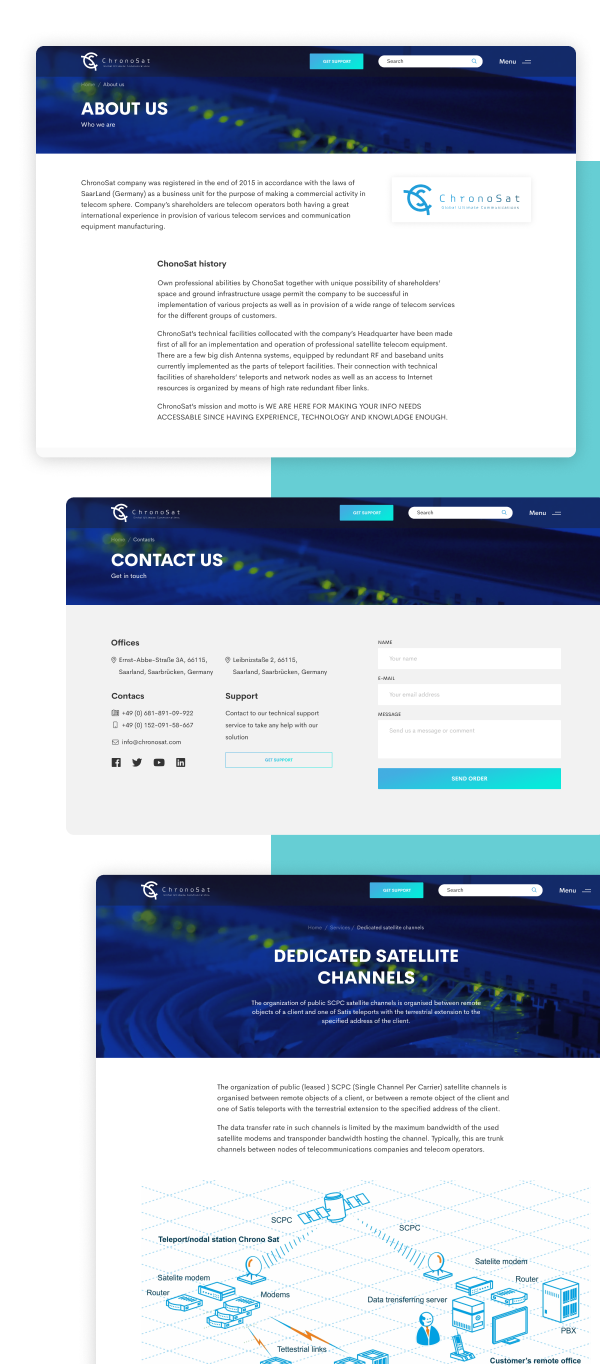 ChronoSat
GET SUPPORT
Search
Menu
Home / About us
ABOUT US
Who we are
ChronoSat company was registered in the end of 2015 in accordance with the laws of
SaarLand (Germany) as a business unit for the purpose of making a commercial activity in
telecom sphere. Company's shareholders are telecom operators both having a great
international experience in provision of various telecom services and communication
equipment manufacturing.
ChronoSat
Global Ultimate Communications
ChonoSat history
Own professional abilities by ChonoSat together with unique possibility of shareholders'
space and ground infrastructure usage permit the company to be successful in
implementation of various projects as well as in provision of a wide range of telecom services
for the different groups of customers.
ChronoSat's technical facilities collocated with the company's Headquarter have been made
first of all for an implementation and operation of professional satellite telecom equipment.
There are a few big dish Antenna systems, equipped by redundant RF and baseband units
currently implemented as the parts of teleport facilities. Their connection with technical
facilities of shareholders' teleports and network nodes as well as an access to Internet
resources is organized by means of high rate redundant fiber links.
ChronoSat's mission and motto is WE ARE HERE FOR MAKING YOUR INFO NEEDS
ACCESSABLE SINCE HAVING EXPERIENCE, TECHNOLOGY AND KNOWLADGE ENOUGH.
ChronoSat
GET SUPPORT
Search
Menu
Home / Contacts
CONTACT US
Get in touch
Offices
Ernst-Abbe-Straße 3A, 66115,
Saarland, Saarbrücken, Germany
Leibnizstaße 2, 66115,
Saarland, Saarbrücken, Germany
Contacs
+49 (0) 681-891-09-922
+49 (0) 152-091-58-667
info@chronosat.com
Support
Contact to our technical support
service to take any help with our
solution
GET SUPPORT
NAME
Your name
E-MAIL
Your email address
MESSAGE
Send us a message or comment
SEND ORDER
ChronoSat
GET SUPPORT
Search
Menu
Home / Services / Dedicated satellite channels
DEDICATED SATELLITE
CHANNELS
The organization of public SCPC satellite channels is organised between remote
objects of a client and one of Satis teleports with the terrestrial extension to the
specified address of the client.
The organization of public (leased ) SCPC (Single Channel Per Carrier) satellite channels is
organised between remote objects of a client, or between a remote object of the client and
one of Satis teleports with the terrestrial extension to the specified address of the client.
The data transfer rate in such channels is limited by the maximum bandwidth of the used
satellite modems and transponder bandwidth hosting the channel. Typically, this are trunk
channels between nodes of telecommunications companies and telecom operators.
SCPC
SCPC
Teleport/nodal station Chrono Sat
Satelite modem
Router
Modems
Satelite modem
Router
Data transferring server
PBX
Tettestrial links
Customer's remote office